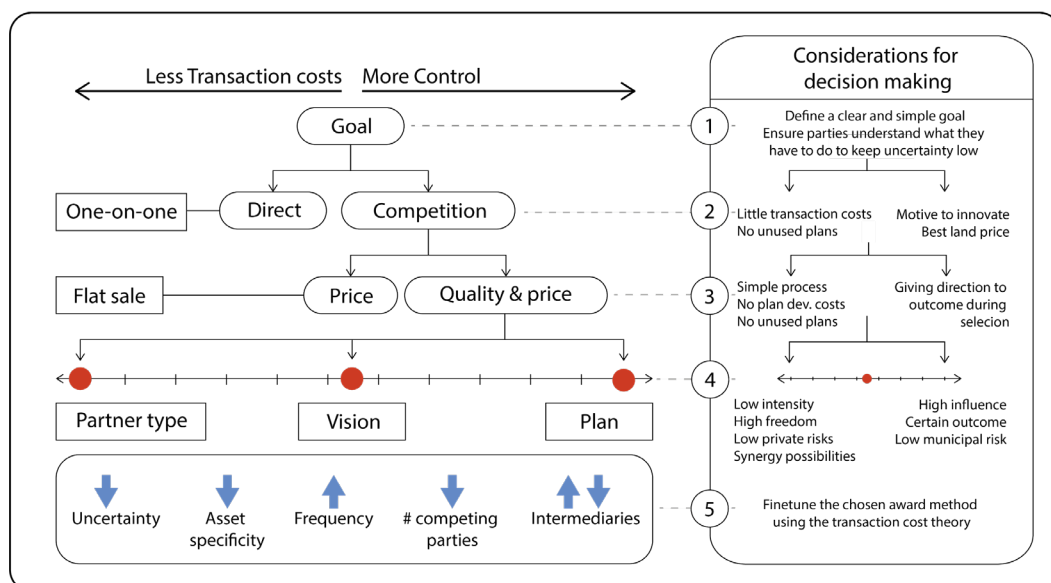 Less Transaction costs
More Control
Considerations for
decision making
Goal
1
Define a clear and simple goal
Ensure parties understand what they
have to do to keep uncertainty low
One-on-one
Direct
Competition
2
Little transaction costs
No unused plans
Motive to innovate
Best land price
Flat sale
Price
Quality & price
3
Simple process
No plan dev. costs
No unused plans
Giving direction to
outcome during
selecion
4
Partner type
Vision
Plan
Low intensity
High freedom
Low private risks
Synergy possibilities
High influence
Certain outcome
Low municipal risk
Uncertainty
Asset
specificity
Frequency
# competing
parties
Intermediaries
5
Finetune the chosen award method
using the transaction cost theory